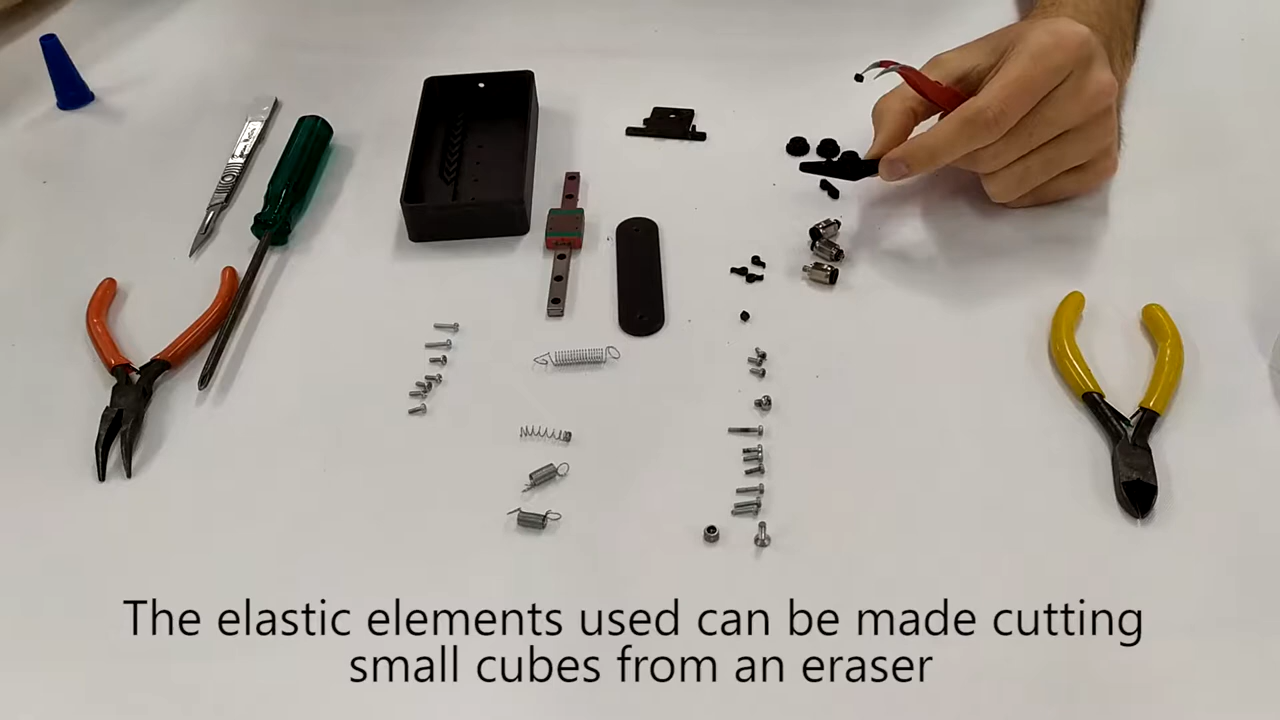 The elastic elements used can be made cutting
small cubes from an eraser